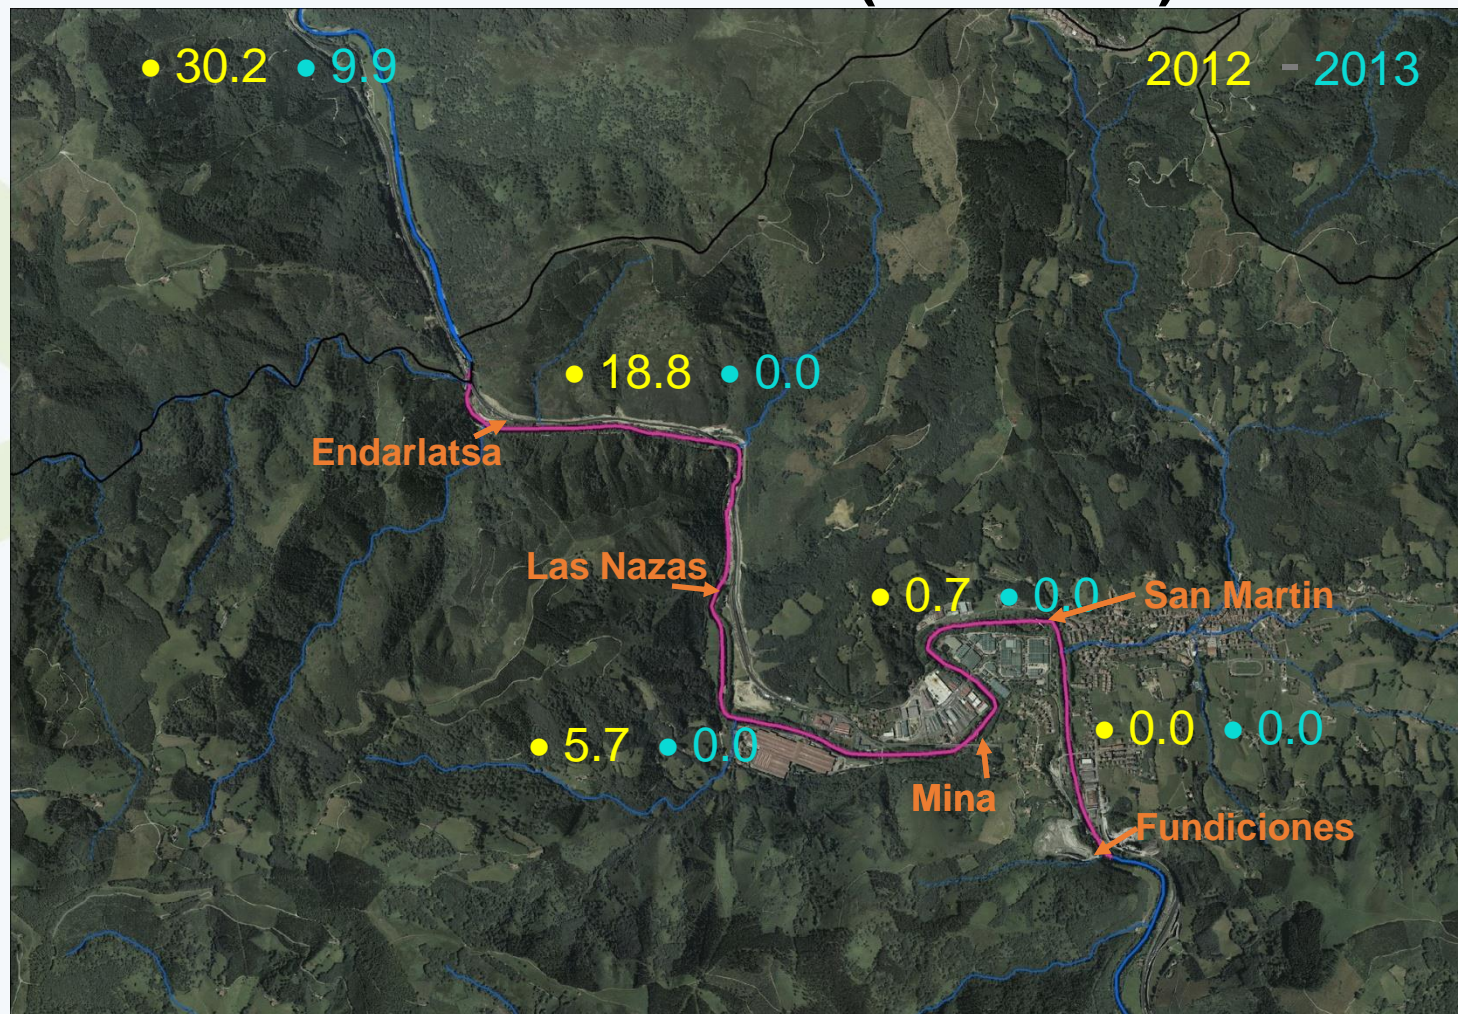 • 30.2 • 9.9
2012 - 2013
• 18.8 • 0.0
Endarlatsa
Las Nazas
• 0.7 • 0.0
San Martin
• 5.7 • 0.0
• 0.0 • 0.0
Mina
Fundiciones